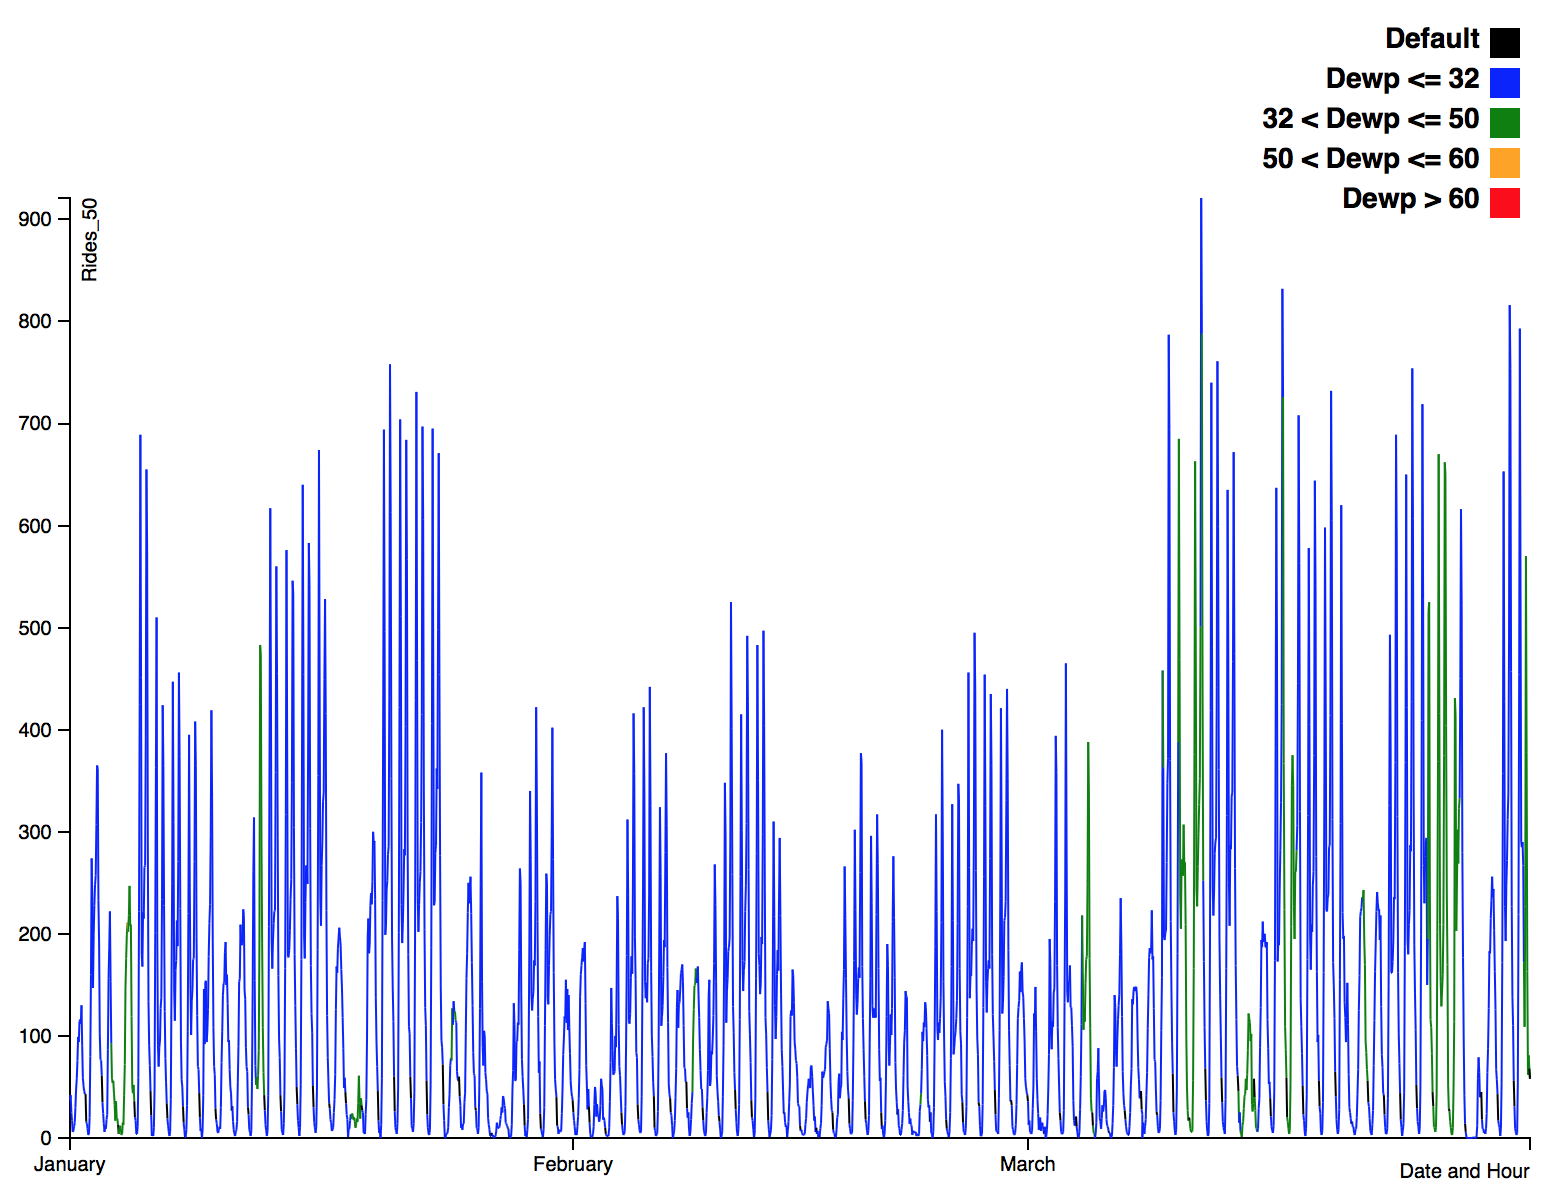 Default
Dewp <= 32
32 < Dewp <= 50
50 < Dewp <= 60
Dewp > 60
Rides_50
900
800
700
600
500
400
300
200
100
0
January
February
March
Date and Hour